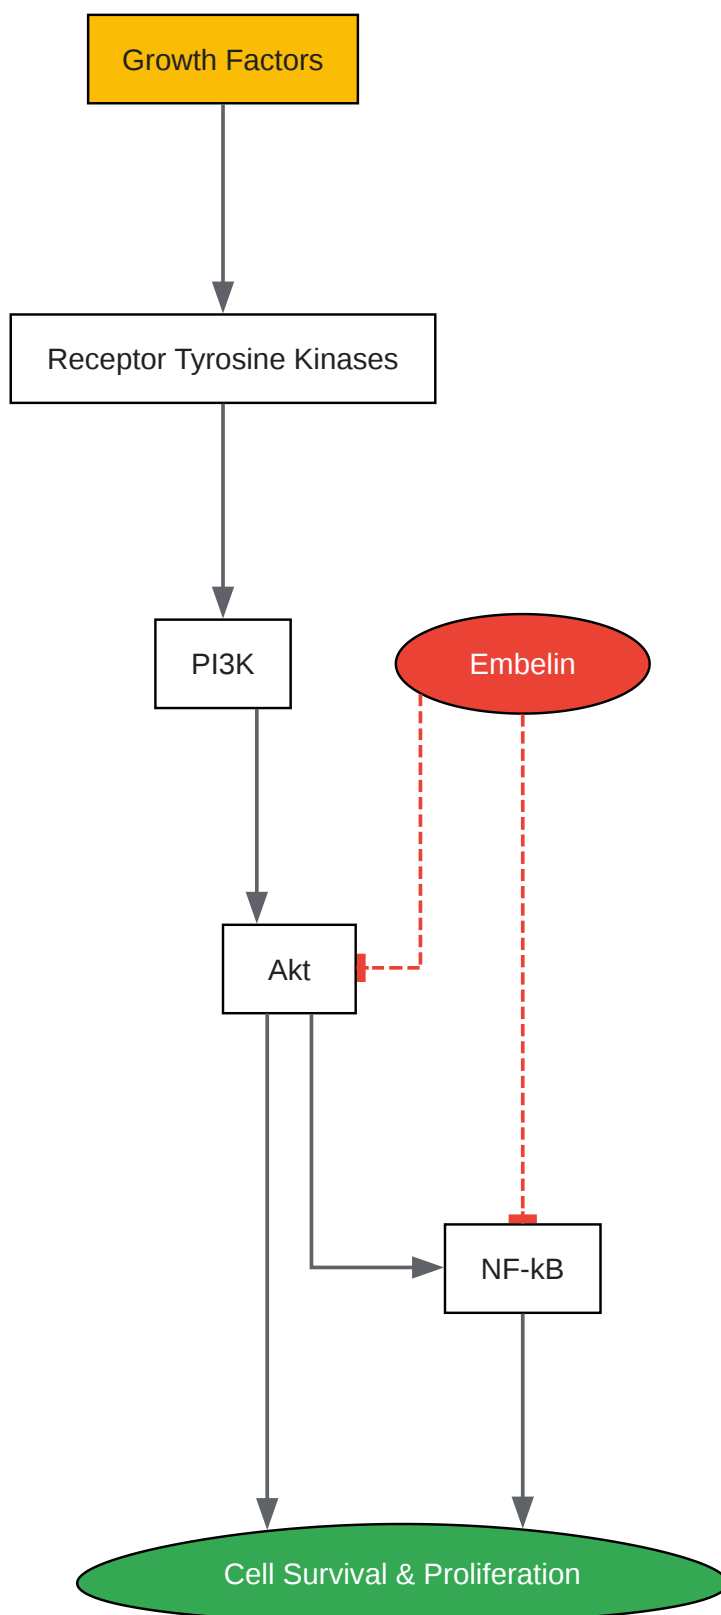 Growth Factors
Receptor Tyrosine Kinases
PI3K
Embelin
Akt
NF-kB
Cell Survival & Proliferation